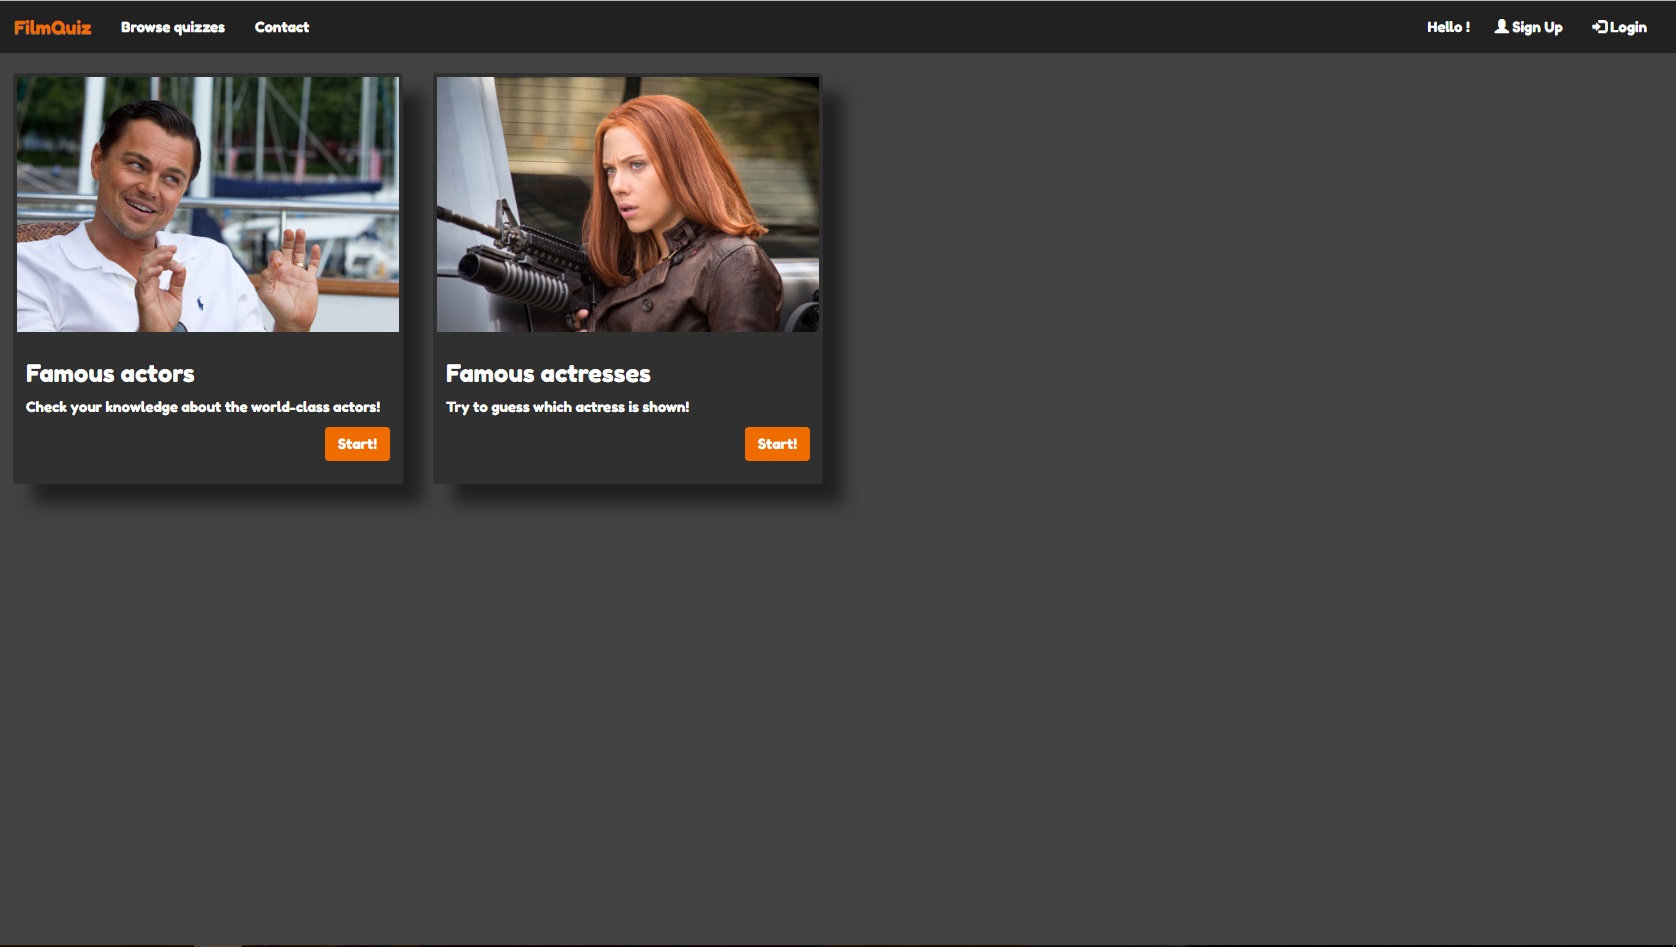 FilmQuiz Browse quizzes Contact Hello ! Sign Up Login
Famous actors
Check your knowledge about the world-class actors!
Start!
Famous actresses
Try to guess which actress is shown!
Start!